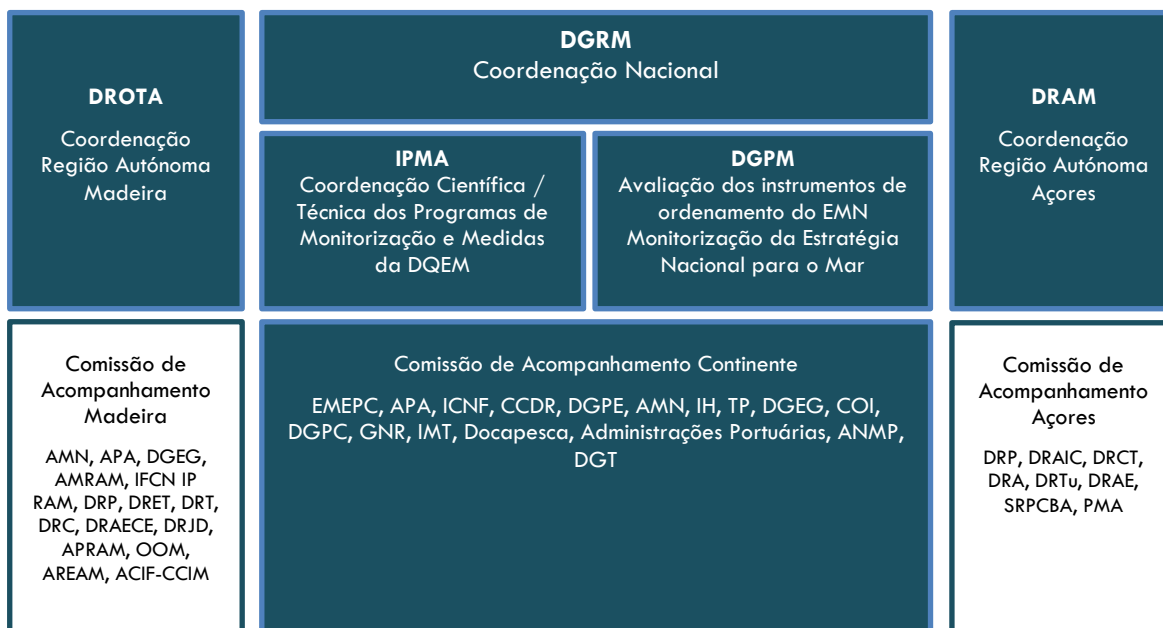 DROTA
Coordenação
Região Autónoma
Madeira
DGRM
Coordenação Nacional
IPMA
Coordenação Científica /
Técnica dos Programas de
Monitorização e Medidas
da DQEM
DGPM
Avaliação dos instrumentos de
ordenamento do EMN
Monitorização da Estratégia
Nacional para o Mar
DRAM
Coordenação
Região Autónoma
Açores
Comissão de
Acompanhamento
Madeira
AMN, APA, DGEG,
AMRAM, IFCN IP
RAM, DRP, DRET, DRT,
DRC, DRAECE, DRJD,
APRAM, OOM,
AREAM, ACIF-CCIM
Comissão de Acompanhamento Continente
EMEPC, APA, ICNF, CCDR, DGPE, AMN, IH, TP, DGEG, COI,
DGPC, GNR, IMT, Docapesca, Administrações Portuárias, ANMP,
DGT
Comissão de
Acompanhamento
Açores
DRP, DRAIC, DRCT,
DRA, DRTu, DRAE,
SRPCBA, PMA